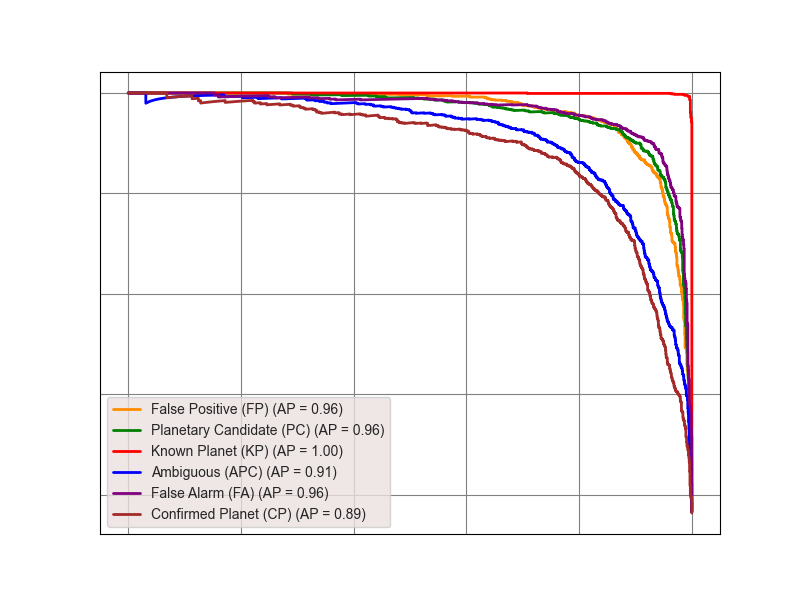 False Positive (FP) (AP = 0.96)
Planetary Candidate (PC) (AP = 0.96)
Known Planet (KP) (AP = 1.00)
Ambiguous (APC) (AP = 0.91)
False Alarm (FA) (AP = 0.96)
Confirmed Planet (CP) (AP = 0.89)